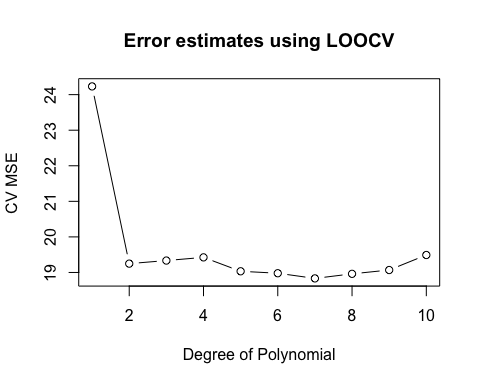 Error estimates using LOOCV
CV MSE
24
23
22
21
20
19
2 4 6 8 10
Degree of Polynomial